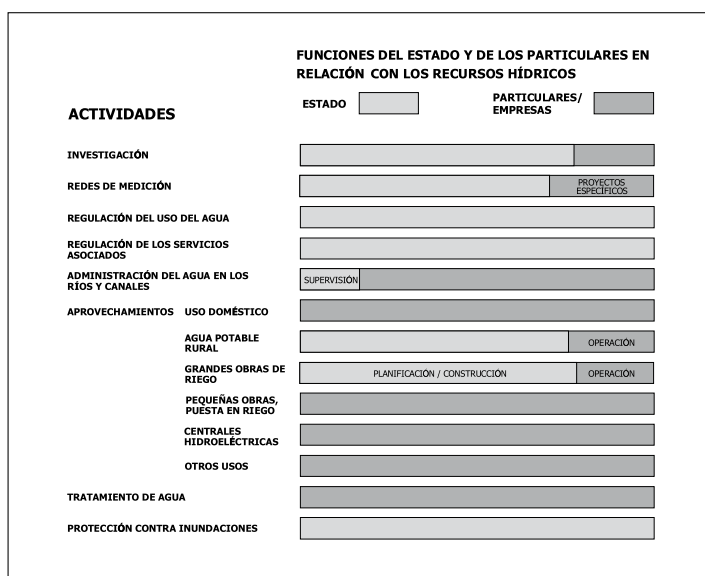 FUNCIONES DEL ESTADO Y DE LOS PARTICULARES EN
RELACIÓN CON LOS RECURSOS HÍDRICOS
ACTIVIDADES
ESTADO
PARTICULARES/
EMPRESAS
INVESTIGACIÓN
REDES DE MEDICIÓN
PROYECTOS
ESPECÍFICOS
REGULACIÓN DEL USO DEL AGUA
REGULACIÓN DE LOS SERVICIOS
ASOCIADOS
ADMINISTRACIÓN DEL AGUA EN LOS
RÍOS Y CANALES
SUPERVISIÓN
APROVECHAMIENTOS USO DOMÉSTICO
AGUA POTABLE
RURAL
OPERACIÓN
GRANDES OBRAS DE
RIEGO
PLANIFICACIÓN / CONSTRUCCIÓN
OPERACIÓN
PEQUEÑAS OBRAS,
PUESTA EN RIEGO
CENTRALES
HIDROELÉCTRICAS
OTROS USOS
TRATAMIENTO DE AGUA
PROTECCIÓN CONTRA INUNDACIONES